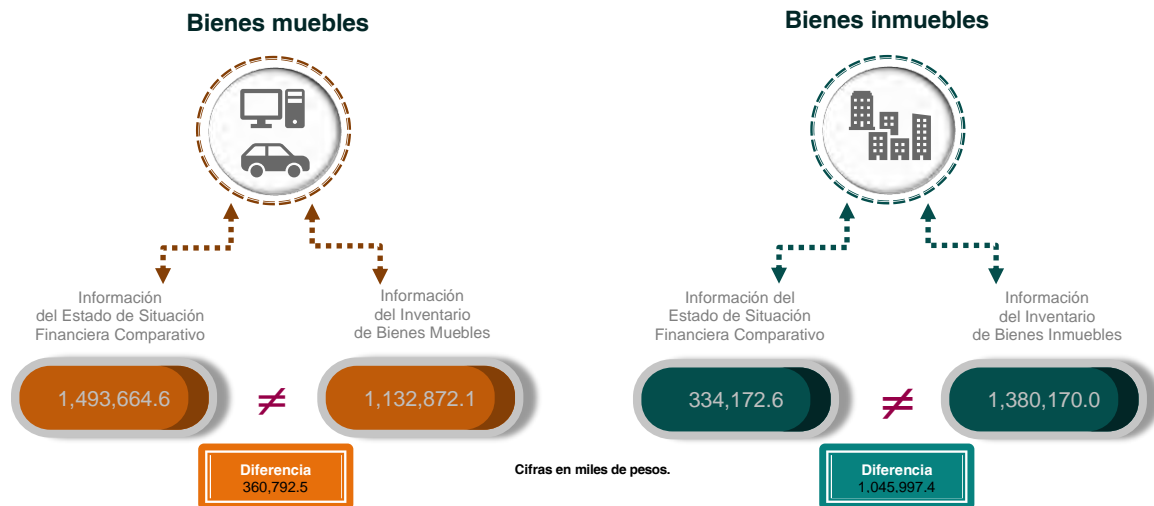 Bienes muebles
Información
del Estado de Situación
Financiera Comparativo
1,493,664.6
≠
Información
del Inventario
de Bienes Muebles
1,132,872.1
Diferencia
360,792.5
Cifras en miles de pesos.
Bienes inmuebles
Información del
Estado de Situación
Financiera Comparativo
334,172.6
≠
Información
del Inventario
de Bienes Inmuebles
1,380,170.0
Diferencia
1,045,997.4